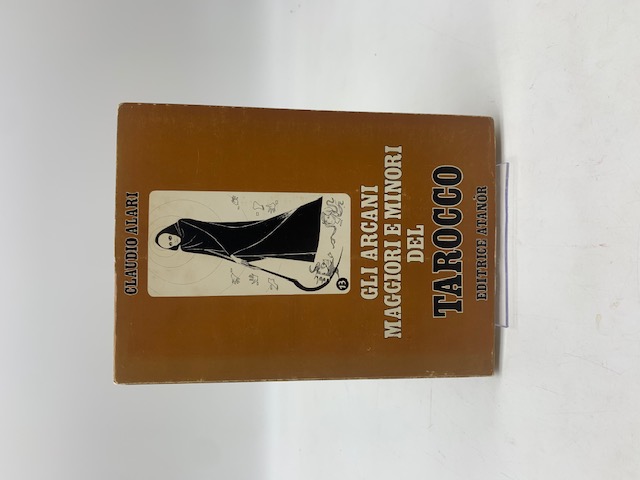 CLAUDIO ALARI
13
GLI ARCANI
MAGGIORI E MINORI
DEL
TAROCCO
EDITRICE ATANÒR